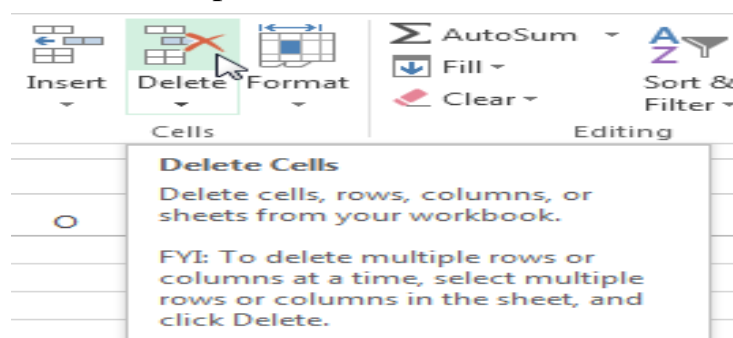 Insert
Delete
Format
AutoSum
Fill
Clear
Sort &
Filter
Cells
Editing
O
Delete Cells
Delete cells, rows, columns, or
sheets from your workbook.
FYI: To delete multiple rows or
columns at a time, select multiple
rows or columns in the sheet, and
click Delete.